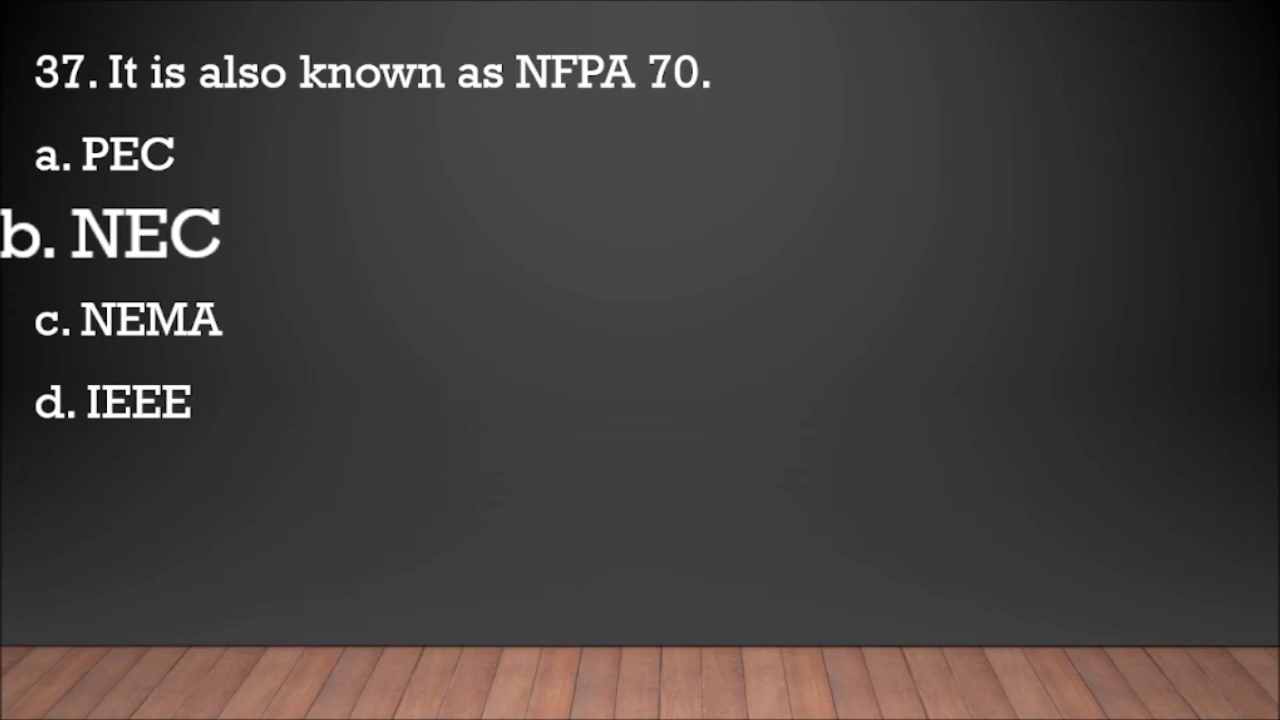 37. It is also known as NFPA 70.
a. PEC
b. NEC
c. NEMA
d. IEEE